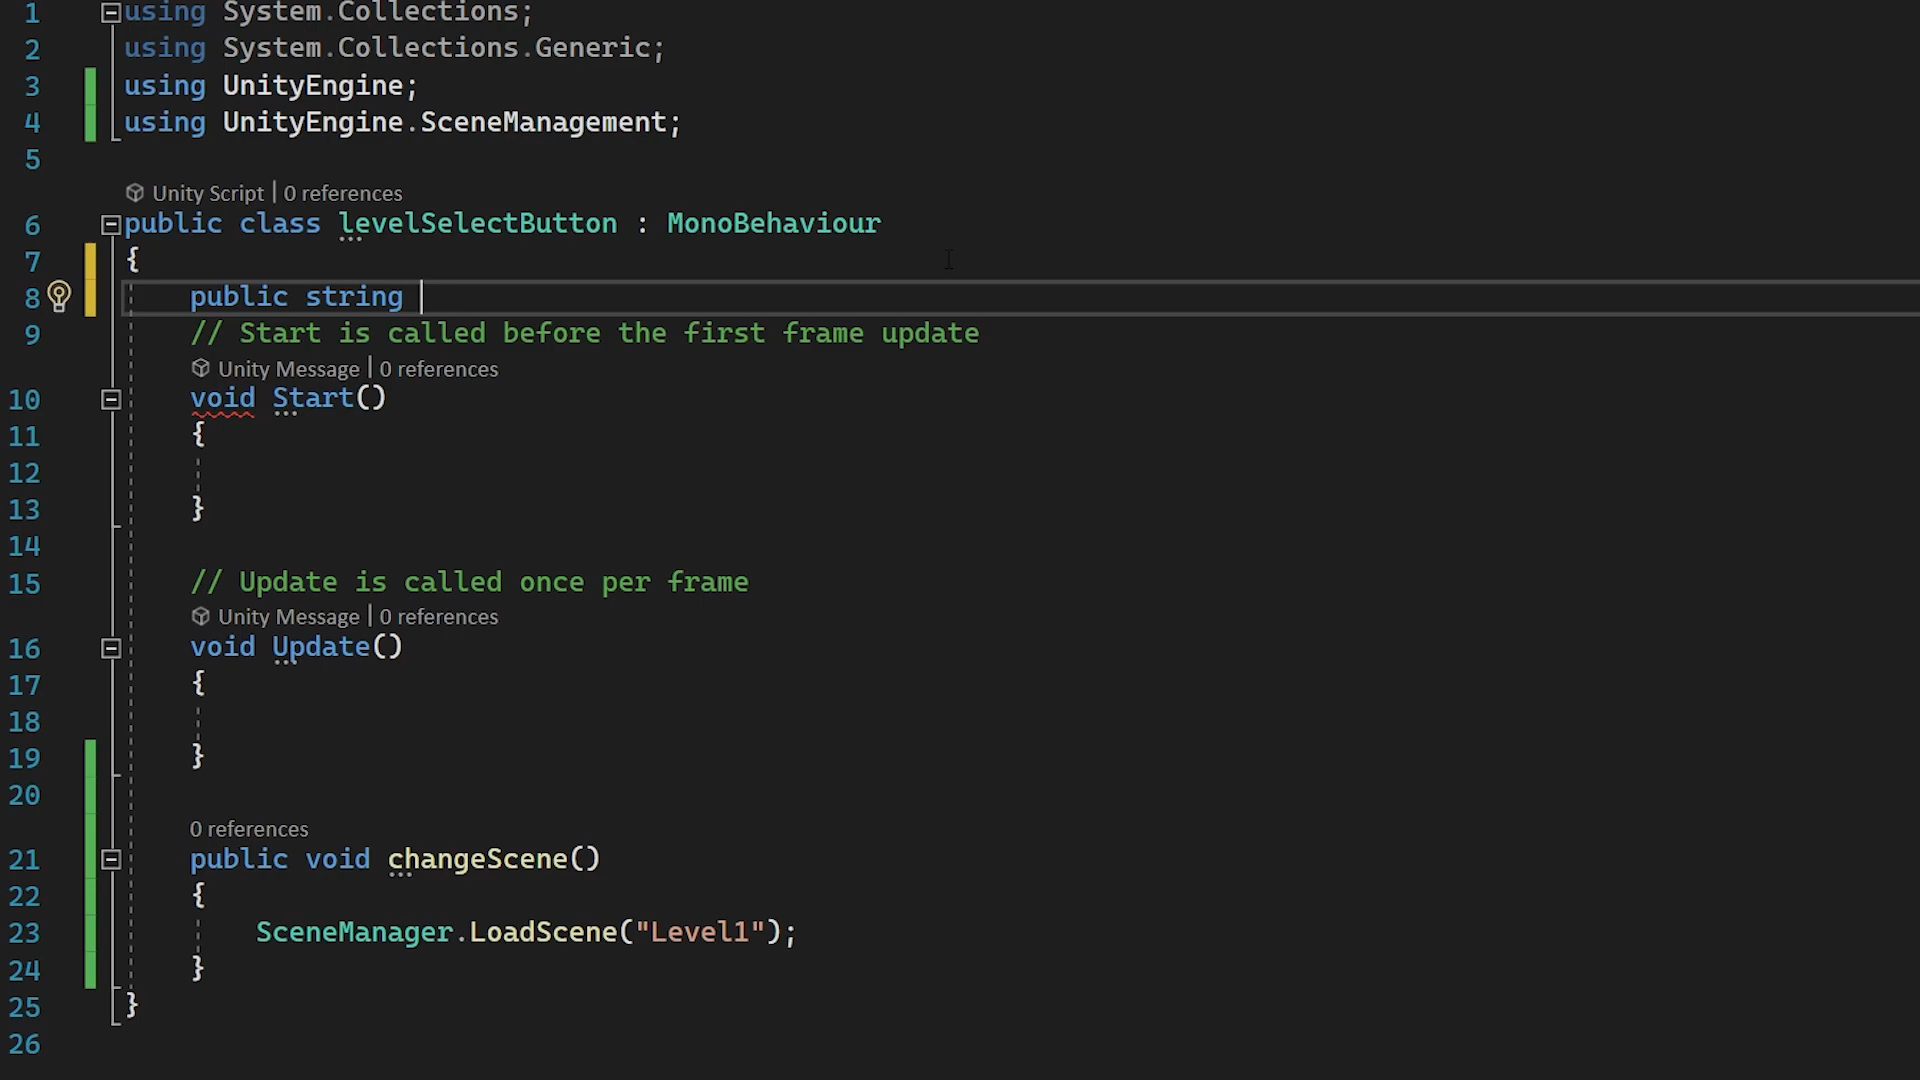 1 using System.Collections;
2 using System.Collections.Generic;
3 using UnityEngine;
4 using UnityEngine.SceneManagement;
5
Unity Script | 0 references
6 public class levelSelectButton : MonoBehaviour
7 {
8 public string
9 // Start is called before the first frame update
Unity Message | 0 references
10 void Start()
11 {
12
13 }
14
15 // Update is called once per frame
Unity Message | 0 references
16 void Update()
17 {
18
19 }
20
0 references
21 public void changeScene()
22 {
23 SceneManager.LoadScene("Level1");
24 }
25 }
26